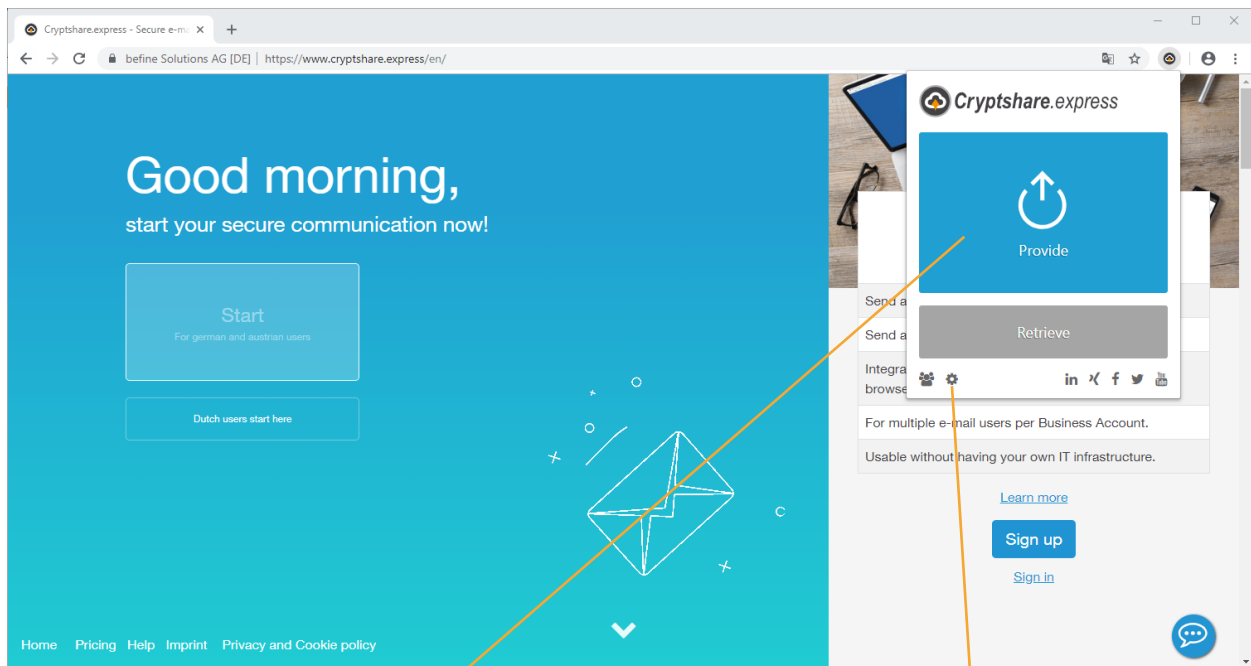 Cryptshare.express - Secure e-m
befine Solutions AG [DE] | https://www.cryptshare.express/en/
Good morning,
start your secure communication now!
Start
For german and austrian users
Dutch users start here
Home Pricing Help Imprint Privacy and Cookie policy
Cryptshare.express
Provide
Retrieve
Send a
Send a
Integra
browse
For multiple e-mail users per Business Account.
Usable without having your own IT infrastructure.
Learn more
Sign up
Sign in